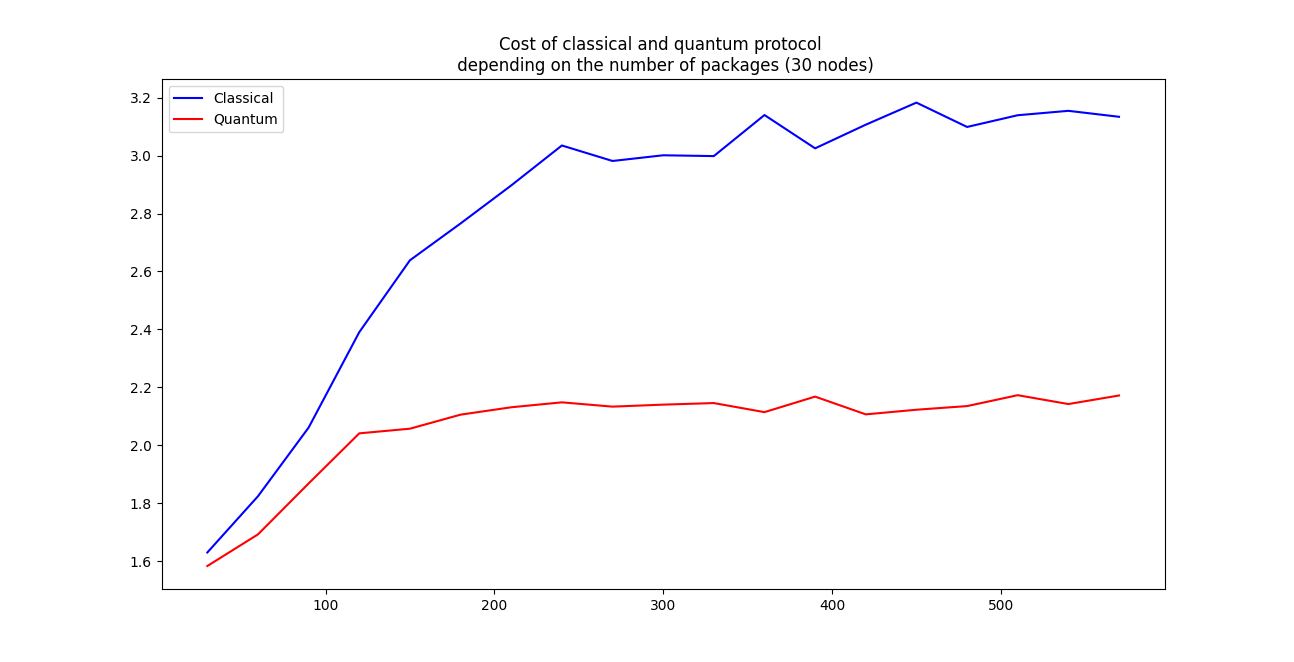 Cost of classical and quantum protocol
depending on the number of packages (30 nodes)
Classical
Quantum
3.2
3.0
2.8
2.6
2.4
2.2
2.0
1.8
1.6
100 200 300 400 500